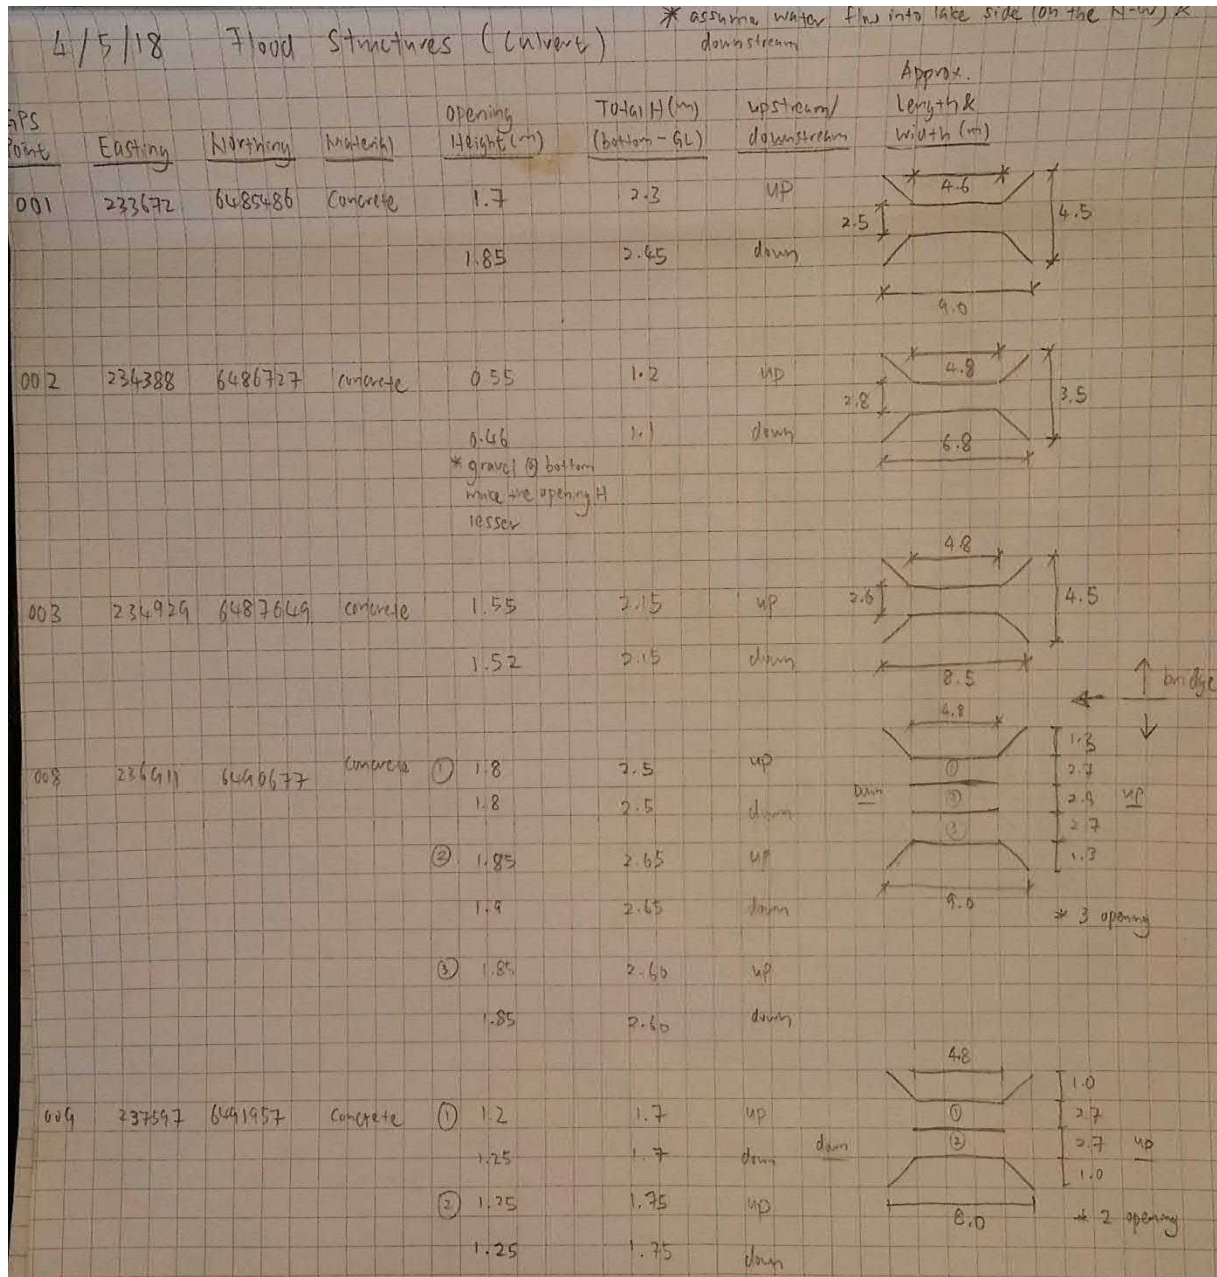 * assume water flow into lake side (on the N-W) &
4/5/18 Flood Structures (Culvert) downstream
GPS Point Easting Northing Material Opening Height (m) Total H (m) (bottom - GL) upstream/ downstream Approx. Length & width (m)
001 233672 6485486 Concrete 1.7 2.3 up 4.6
2.5 4.5
1.85 2.45 down
9.0
002 234388 6486727 concrete 0.55 1.2 up 4.8
2.8 3.5
0.46 1.1 down 6.8
* gravel @ bottom
make the opening H
lesser
4.8
003 234929 6487649 concrete 1.55 2.15 up 2.6 4.5
1.52 2.15 down 8.5
bridge
4.8
1.3
008 6490677 concrete ① 1.8 2.5 up ① 2.7
1.8 2.5 down Down ② 2.9 up
③ 2.7
② 1.85 2.65 up 1.3
1.9 2.65 down 9.0
* 3 opening
③ 1.85 2.60 up
1.85 2.60 down
4.8
1.0
009 237597 6491957 Concrete ① 1.2 1.7 up ① 2.7
1.25 1.7 down down ② 2.7 up
1.0
② 1.25 1.75 up 8.0 * 2 opening
1.25 1.75 down